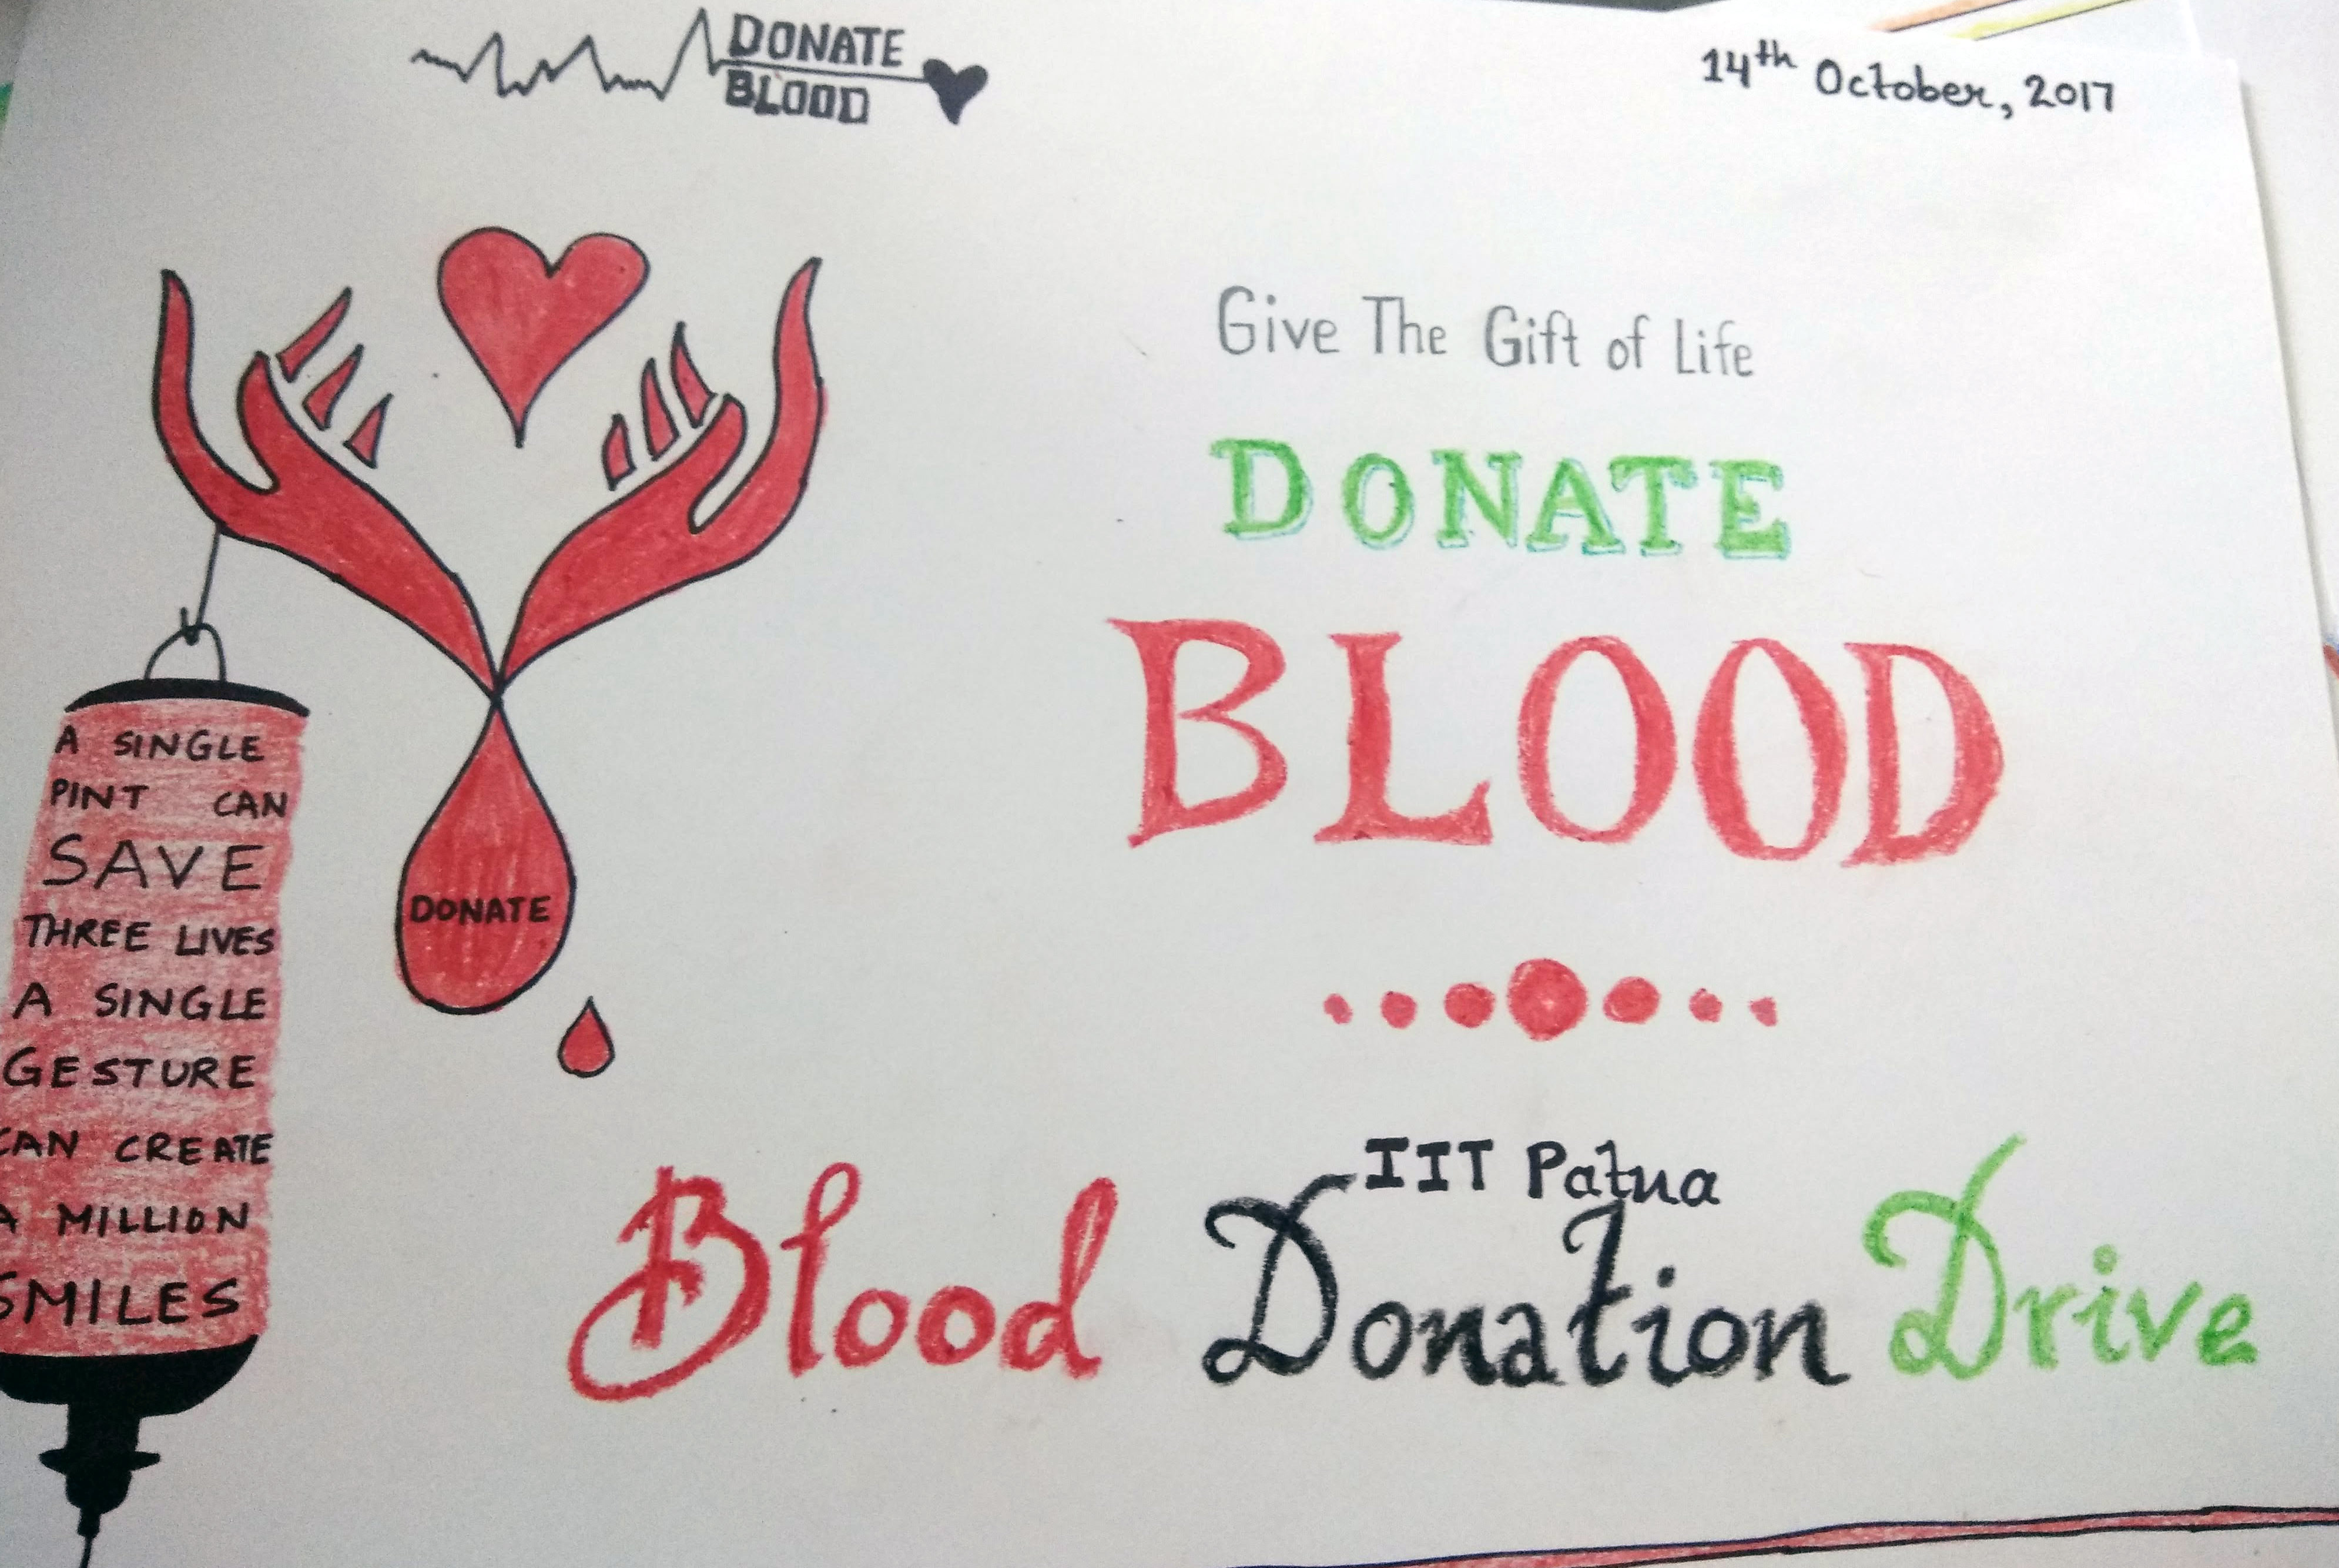 DONATE
BLOOD
14th October, 2017
Give The Gift of Life
DONATE
BLOOD
A SINGLE
PINT CAN
SAVE
THREE LIVES
A SINGLE
GESTURE
CAN CREATE
A MILLION
SMILES
DONATE
IIT Patna
Blood Donation Drive